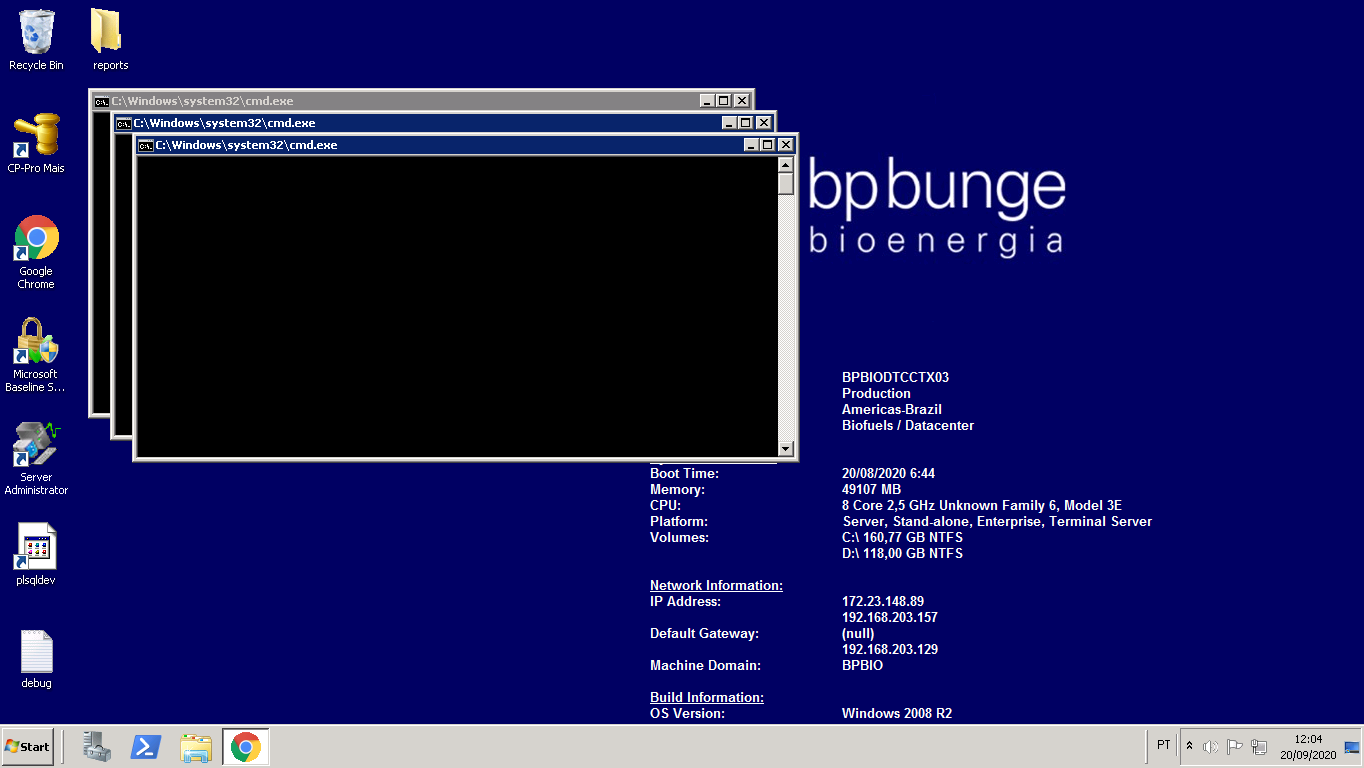 Recycle Bin
reports
CP-Pro Mais
Google
Chrome
Microsoft
Baseline S...
Server
Administrator
plsqldev
debug
C:\Windows\system32\cmd.exe
C:\Windows\system32\cmd.exe
C:\Windows\system32\cmd.exe
bp bunge
bioenergia
BPBIODTCCTX03
Production
Americas-Brazil
Biofuels / Datacenter
Boot Time: 20/08/2020 6:44
Memory: 49107 MB
CPU: 8 Core 2,5 GHz Unknown Family 6, Model 3E
Platform: Server, Stand-alone, Enterprise, Terminal Server
Volumes: C:\ 160,77 GB NTFS
D:\ 118,00 GB NTFS
Network Information:
IP Address: 172.23.148.89
192.168.203.157
Default Gateway: (null)
192.168.203.129
Machine Domain: BPBIO
Build Information:
OS Version: Windows 2008 R2
Start
PT
12:04
20/09/2020